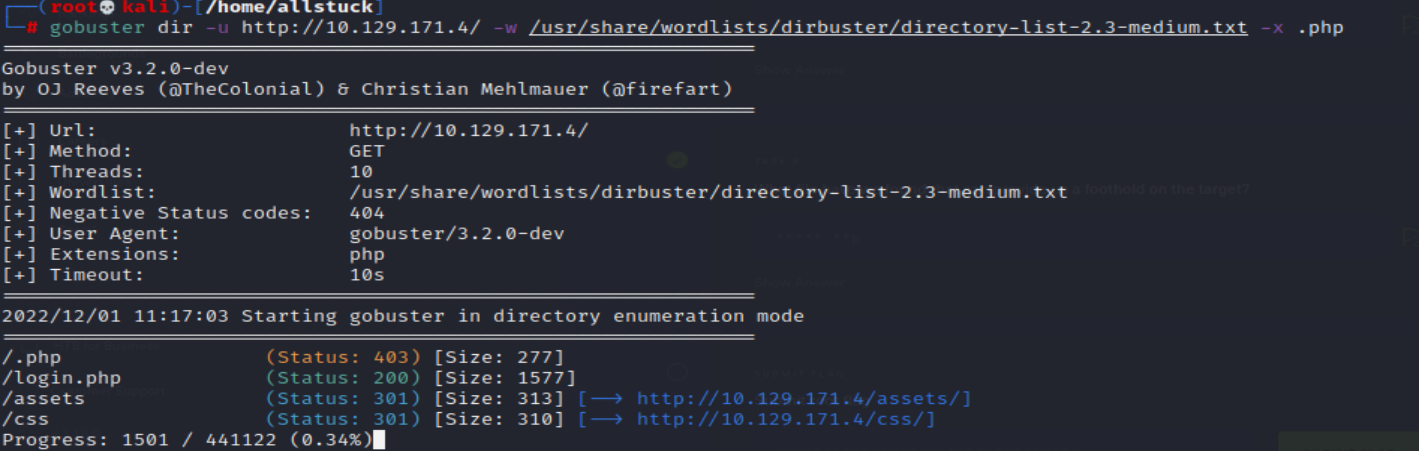 ┌──(root💀kali)-[/home/allstuck]
└─# gobuster dir -u http://10.129.171.4/ -w /usr/share/wordlists/dirbuster/directory-list-2.3-medium.txt -x .php
===============================================================
Gobuster v3.2.0-dev
by OJ Reeves (@TheColonial) & Christian Mehlmauer (@firefart)
===============================================================
[+] Url: http://10.129.171.4/
[+] Method: GET
[+] Threads: 10
[+] Wordlist: /usr/share/wordlists/dirbuster/directory-list-2.3-medium.txt
a foothold on the target?
[+] Negative Status codes: 404
[+] User Agent: gobuster/3.2.0-dev
[+] Extensions: php
[+] Timeout: 10s
===============================================================
2022/12/01 11:17:03 Starting gobuster in directory enumeration mode
===============================================================
/.php (Status: 403) [Size: 277]
/login.php (Status: 200) [Size: 1577]
/assets (Status: 301) [Size: 313] [--> http://10.129.171.4/assets/]
/css (Status: 301) [Size: 310] [--> http://10.129.171.4/css/]
Progress: 1501 / 441122 (0.34%)